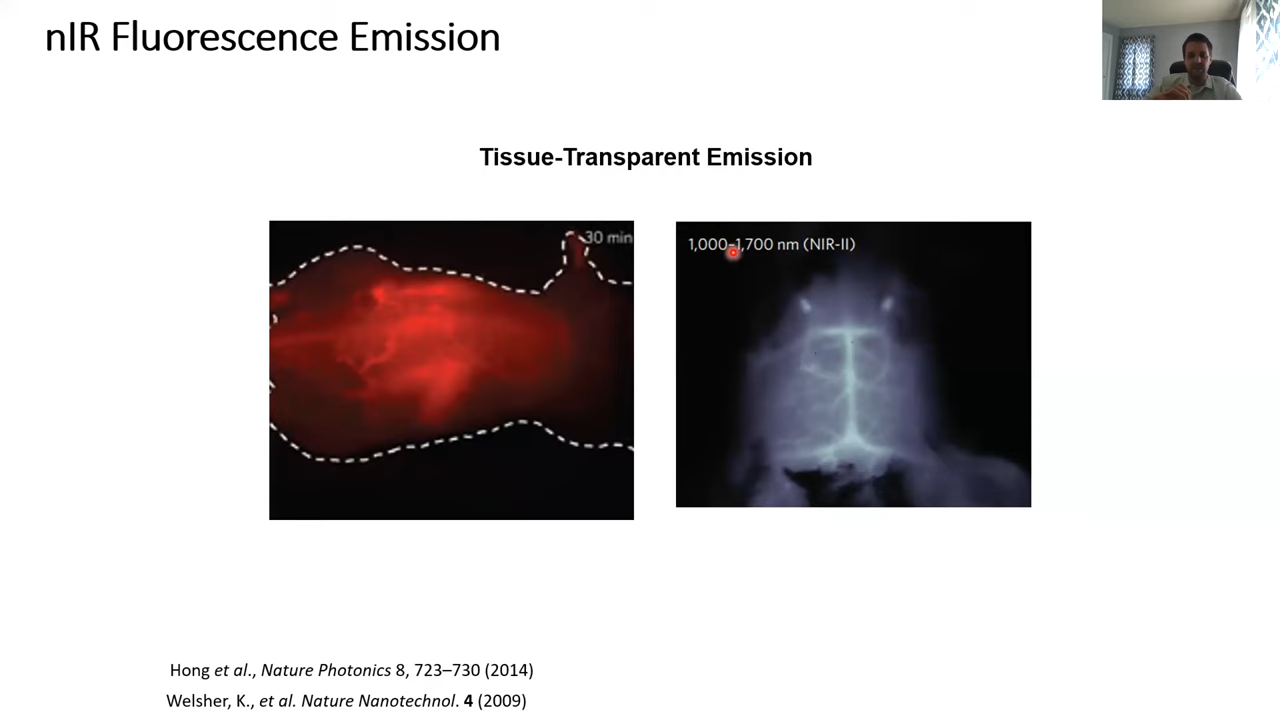 nIR Fluorescence Emission
Tissue-Transparent Emission
30 min
1,000–1,700 nm (NIR-II)
Hong et al., Nature Photonics 8, 723–730 (2014)
Welsher, K., et al. Nature Nanotechnol. 4 (2009)